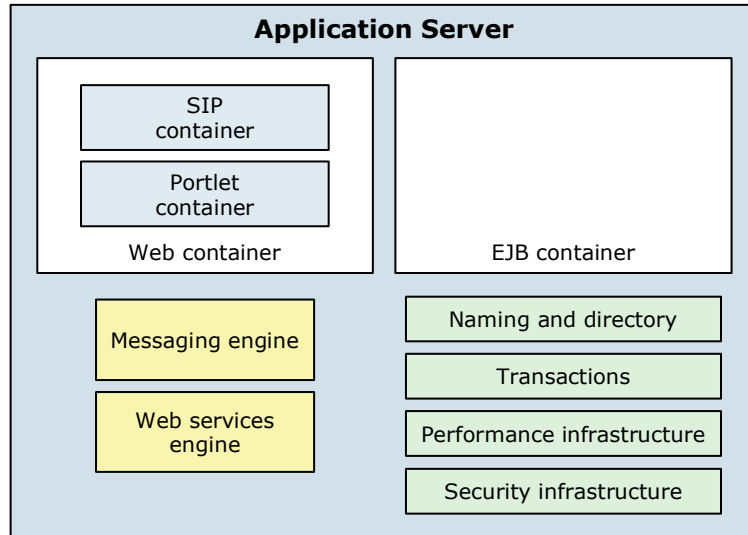 Application Server
SIP
container
Portlet
container
Web container
EJB container
Messaging engine
Web services
engine
Naming and directory
Transactions
Performance infrastructure
Security infrastructure